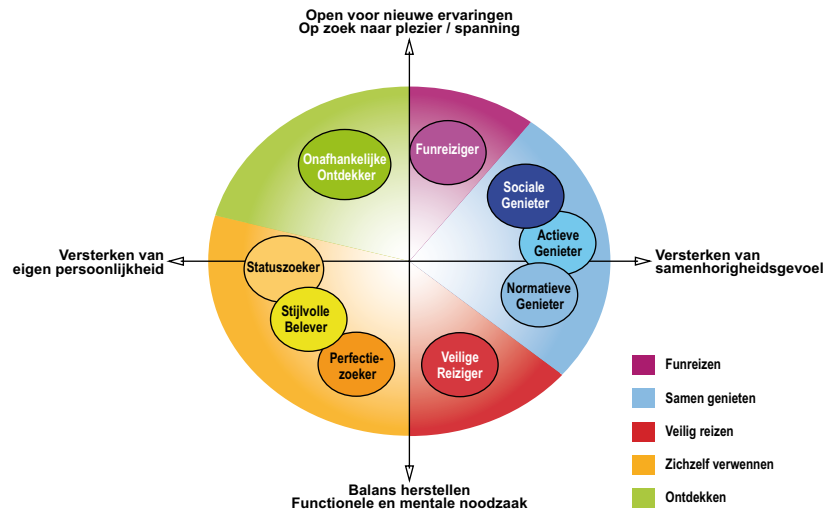 Open voor nieuwe ervaringen
Op zoek naar plezier / spanning
Onafhankelijke
Ontdekker
Funreiziger
Sociale
Genieter
Actieve
Genieter
Versterken van
eigen persoonlijkheid
Versterken van
samenhorigheidsgevoel
Statuszoeker
Normatieve
Genieter
Stijlvolle
Belever
Perfectie-
zoeker
Veilige
Reiziger
Funreizen
Samen genieten
Veilig reizen
Zichzelf verwennen
Ontdekken
Balans herstellen
Functionele en mentale noodzaak